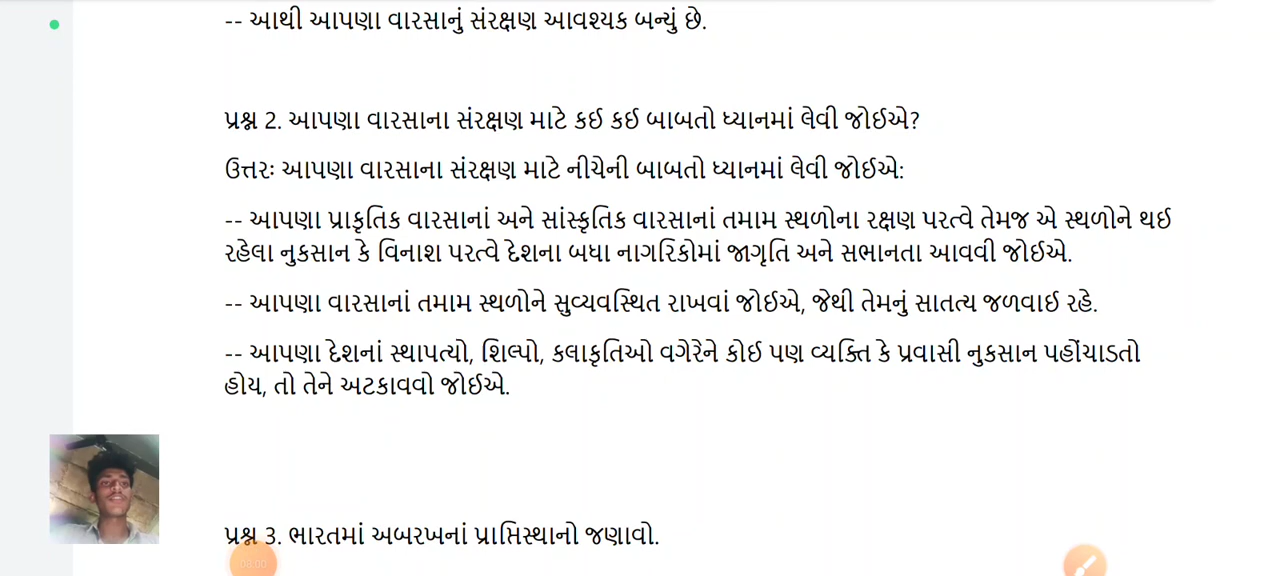 -- આથી આપણા વારસાનું સંરક્ષણ આવશ્યક બન્યું છે.
પ્રશ્ન 2. આપણા વારસાના સંરક્ષણ માટે કઈ કઈ બાબતો ધ્યાનમાં લેવી જોઈએ?
ઉત્તરઃ આપણા વારસાના સંરક્ષણ માટે નીચેની બાબતો ધ્યાનમાં લેવી જોઈએ:
-- આપણા પ્રાકૃતિક વારસાનાં અને સાંસ્કૃતિક વારસાનાં તમામ સ્થળોના રક્ષણ પરત્વે તેમજ એ સ્થળોને થઈ
રહેલા નુકસાન કે વિનાશ પરત્વે દેશના બધા નાગરિકોમાં જાગૃતિ અને સભાનતા આવવી જોઈએ.
-- આપણા વારસાનાં તમામ સ્થળોને સુવ્યવસ્થિત રાખવાં જોઈએ, જેથી તેમનું સાતત્ય જળવાઈ રહે.
-- આપણા દેશનાં સ્થાપત્યો, શિલ્પો, કલાકૃતિઓ વગેરેને કોઈ પણ વ્યક્તિ કે પ્રવાસી નુકસાન પહોંચાડતો
હોય, તો તેને અટકાવવો જોઈએ.
પ્રશ્ન 3. ભારતમાં અબરખનાં પ્રાપ્તિસ્થાનો જણાવો.
08:00